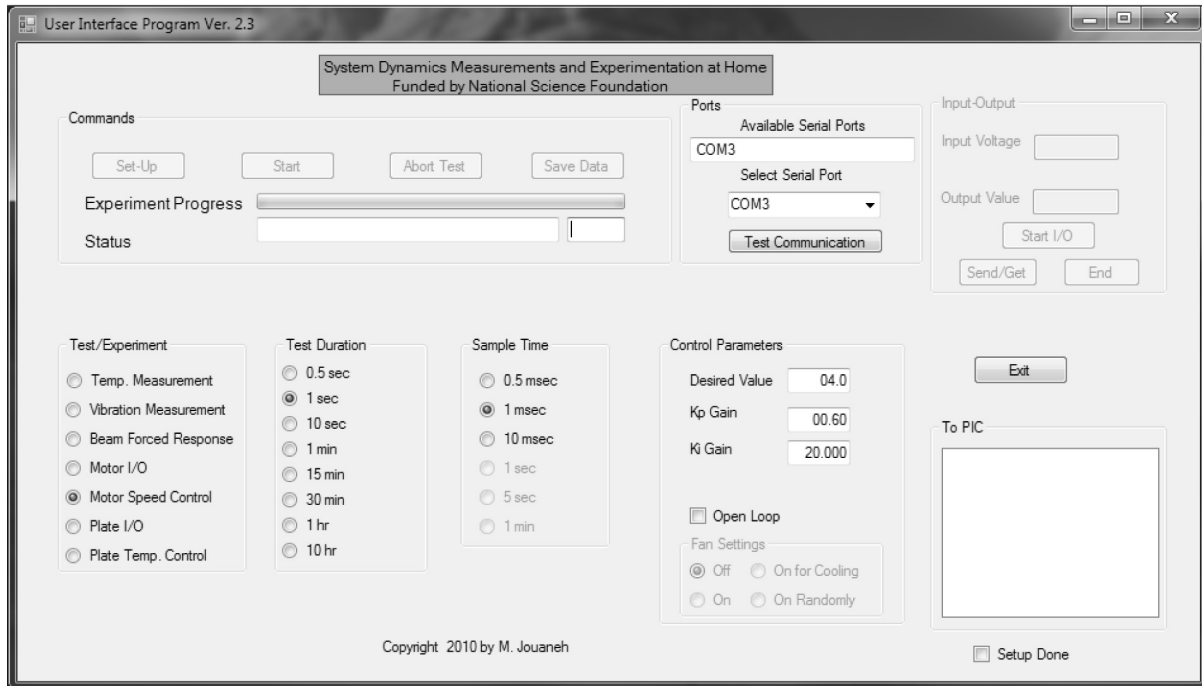 User Interface Program Ver. 2.3
System Dynamics Measurements and Experimentation at Home
Funded by National Science Foundation
Commands
Set-Up
Start
Abort Test
Save Data
Experiment Progress
Status
Ports
Available Serial Ports
COM3
Select Serial Port
COM3
Test Communication
Input-Output
Input Voltage
Output Value
Start I/O
Send/Get
End
Test/Experiment
Temp. Measurement
Vibration Measurement
Beam Forced Response
Motor I/O
Motor Speed Control
Plate I/O
Plate Temp. Control
Test Duration
0.5 sec
1 sec
10 sec
1 min
15 min
30 min
1 hr
10 hr
Sample Time
0.5 msec
1 msec
10 msec
1 sec
5 sec
1 min
Control Parameters
Desired Value 04.0
Kp Gain 00.60
Ki Gain 20.000
Open Loop
Fan Settings
Off
On for Cooling
On
On Randomly
Exit
To PIC
Setup Done
Copyright 2010 by M. Jouaneh